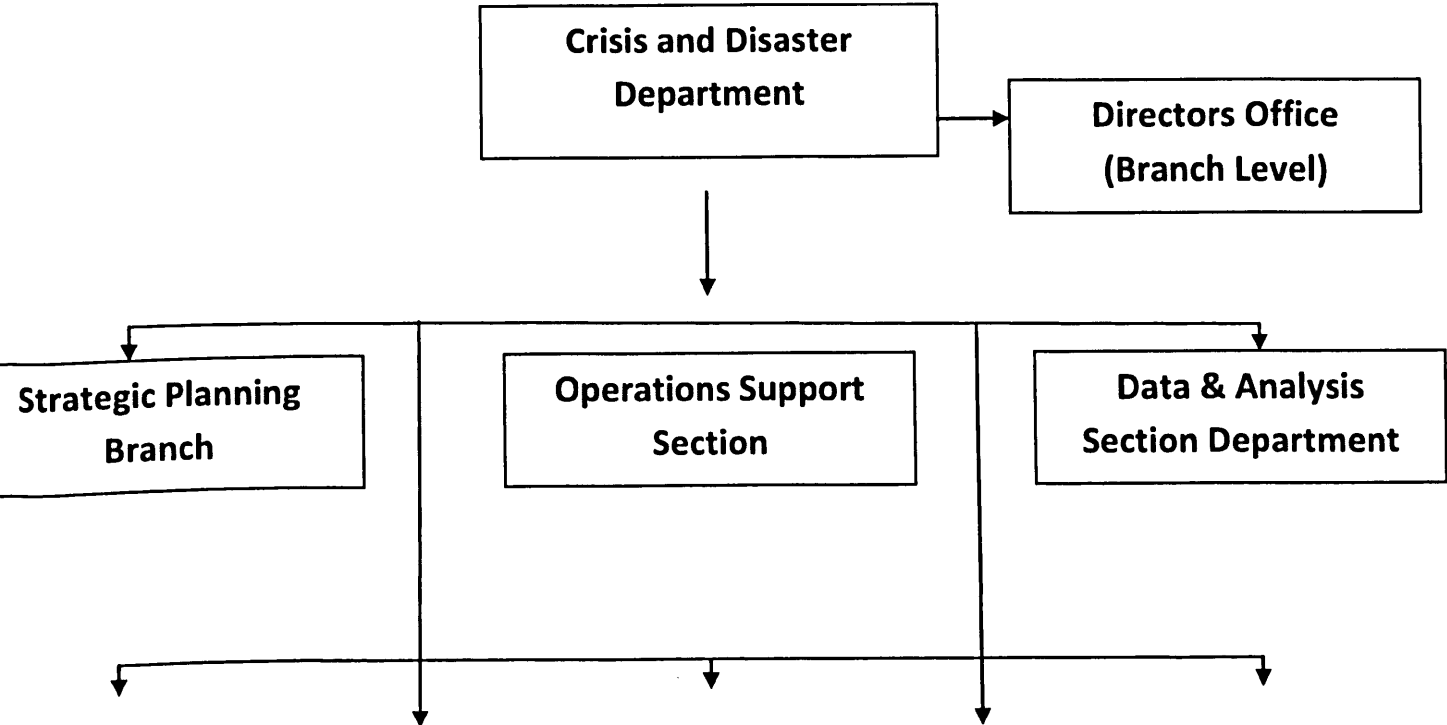 Crisis and Disaster
Department
Directors Office
(Branch Level)
Strategic Planning
Branch
Operations Support
Section
Data & Analysis
Section Department